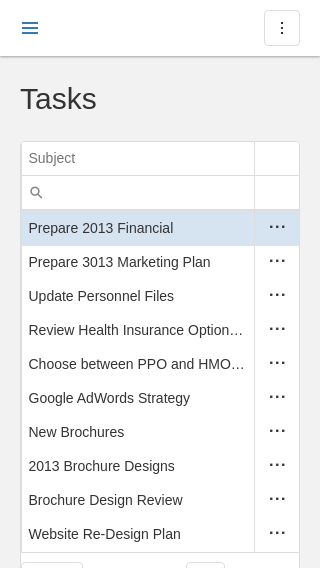 Tasks
Subject
Prepare 2013 Financial
Prepare 3013 Marketing Plan
Update Personnel Files
Review Health Insurance Option…
Choose between PPO and HMO…
Google AdWords Strategy
New Brochures
2013 Brochure Designs
Brochure Design Review
Website Re-Design Plan